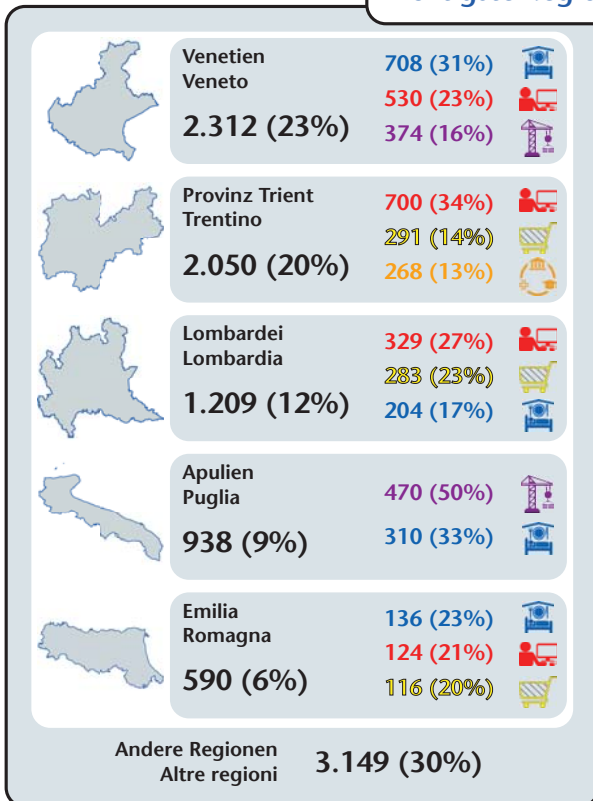 Venetien
Veneto
2.312 (23%)
708 (31%)
530 (23%)
374 (16%)
Provinz Trient
Trentino
2.050 (20%)
700 (34%)
291 (14%)
268 (13%)
Lombardei
Lombardia
1.209 (12%)
329 (27%)
283 (23%)
204 (17%)
Apulien
Puglia
938 (9%)
470 (50%)
310 (33%)
Emilia
Romagna
590 (6%)
136 (23%)
124 (21%)
116 (20%)
Andere Regionen
Altre regioni
3.149 (30%)